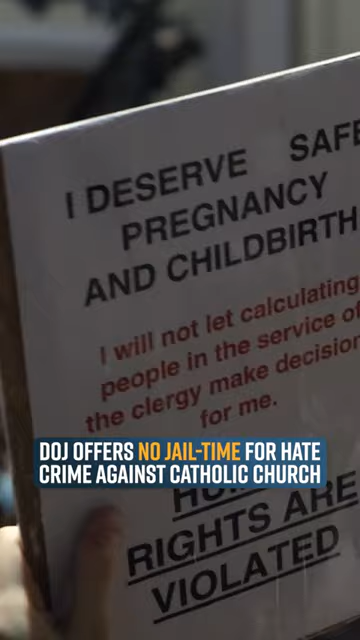 I DESERVE SAFE
PREGNANCY
AND CHILDBIRTH
I will not let calculating
people in the service of
the clergy make decision
for me.
DOJ OFFERS NO JAIL-TIME FOR HATE
CRIME AGAINST CATHOLIC CHURCH
RIGHTS ARE
VIOLATED